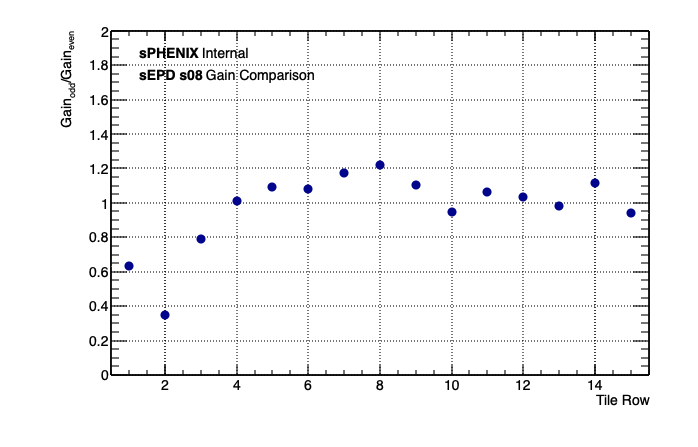 Gain_odd/Gain_even
sPHENIX Internal
sEPD s08 Gain Comparison
2
1.8
1.6
1.4
1.2
1
0.8
0.6
0.4
0.2
0
2 4 6 8 10 12 14
Tile Row